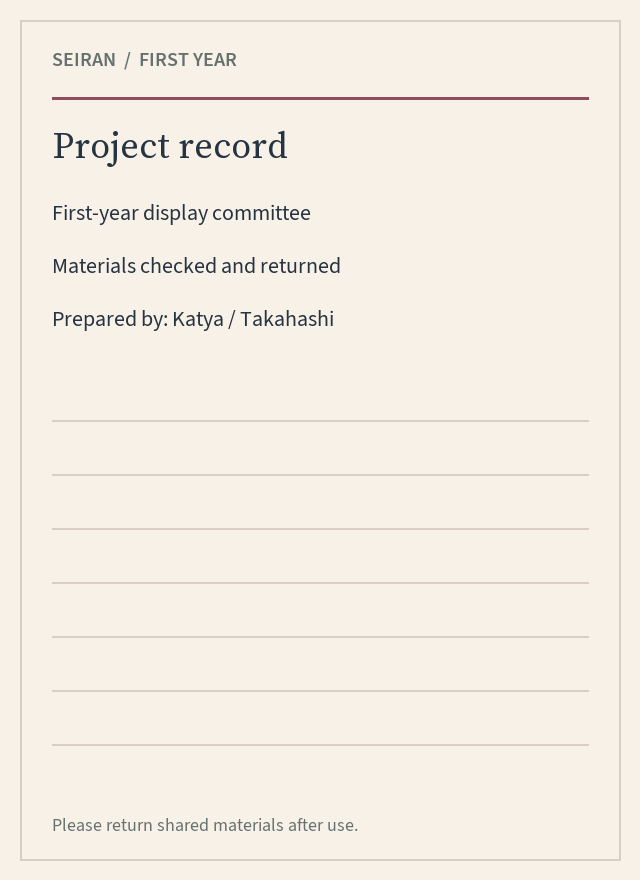 SEIRAN / FIRST YEAR
Project record
First-year display committee
Materials checked and returned
Prepared by: Katya / Takahashi
Please return shared materials after use.